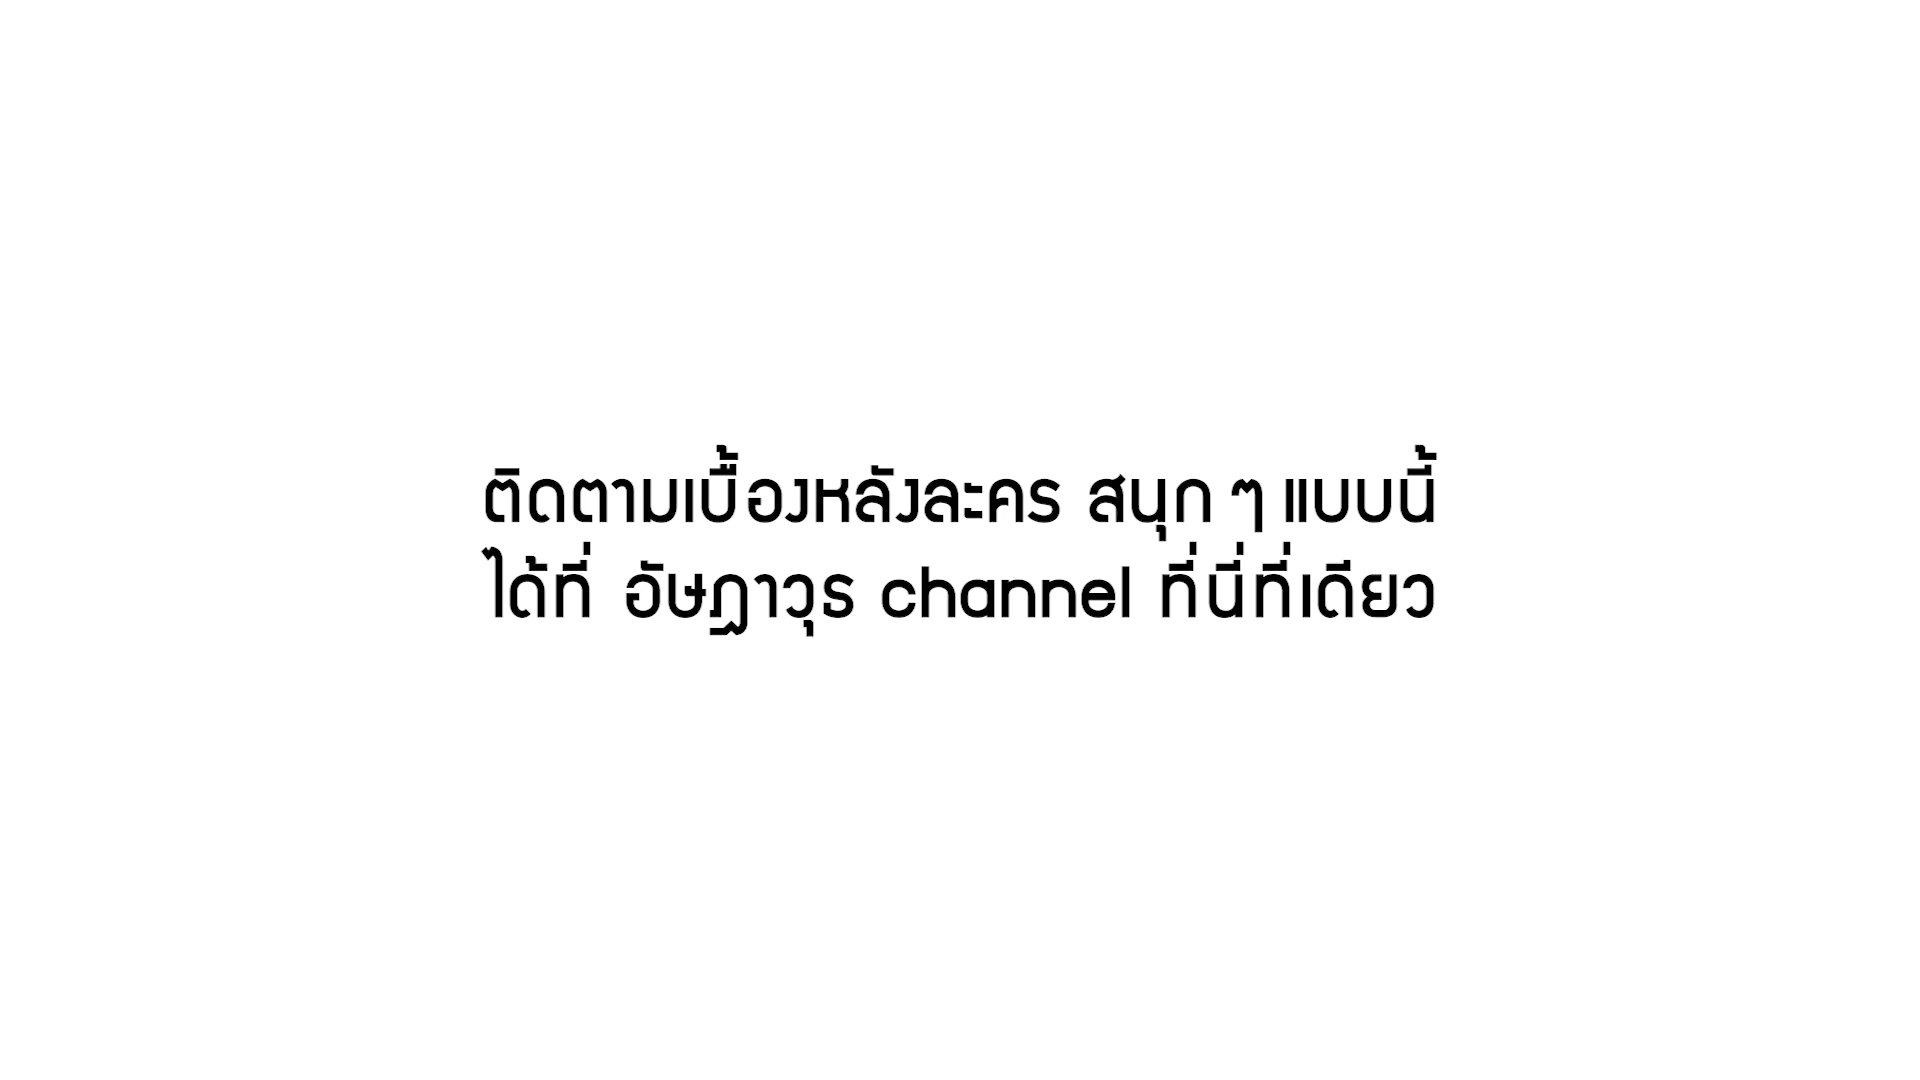 ติดตามเบื้องหลังละคร สนุก ๆ แบบนี้
ได้ที่ อัษฎาวุธ channel ที่นี่ที่เดียว